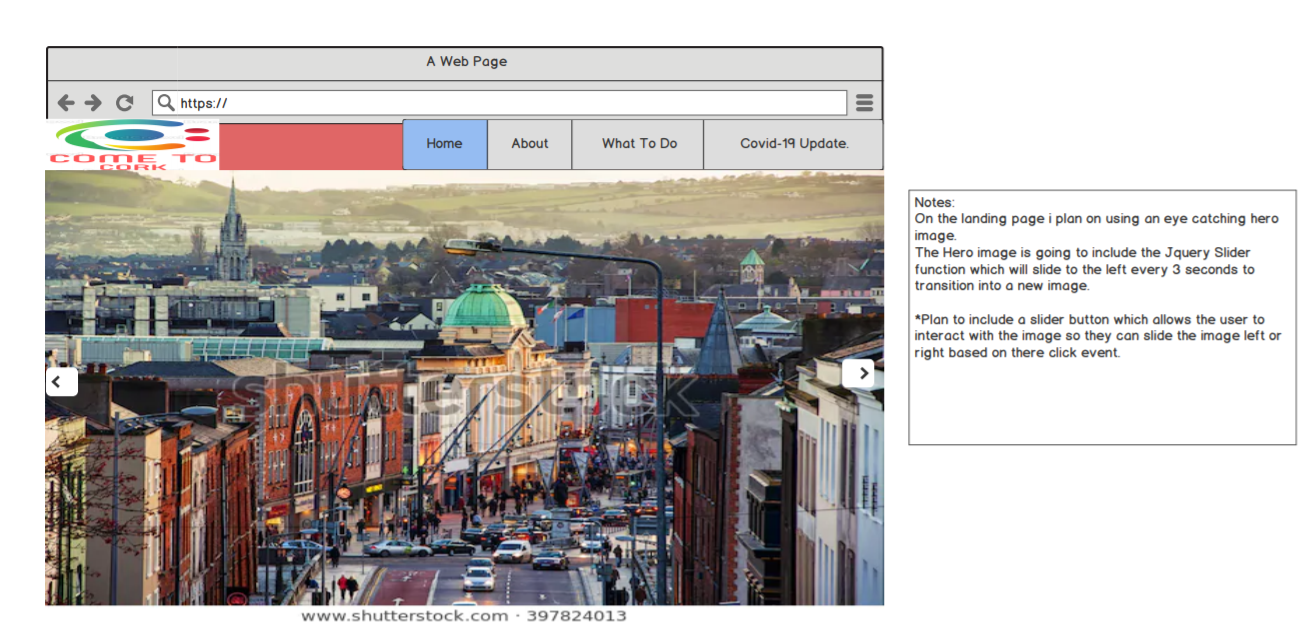 A Web Page
https://
COME TO
CORK
Home
About
What To Do
Covid-19 Update.
Notes:
On the landing page i plan on using an eye catching hero
image.
The Hero image is going to include the Jquery Slider
function which will slide to the left every 3 seconds to
transition into a new image.
*Plan to include a slider button which allows the user to
interact with the image so they can slide the image left or
right based on there click event.
shutterstock
www.shutterstock.com · 397824013